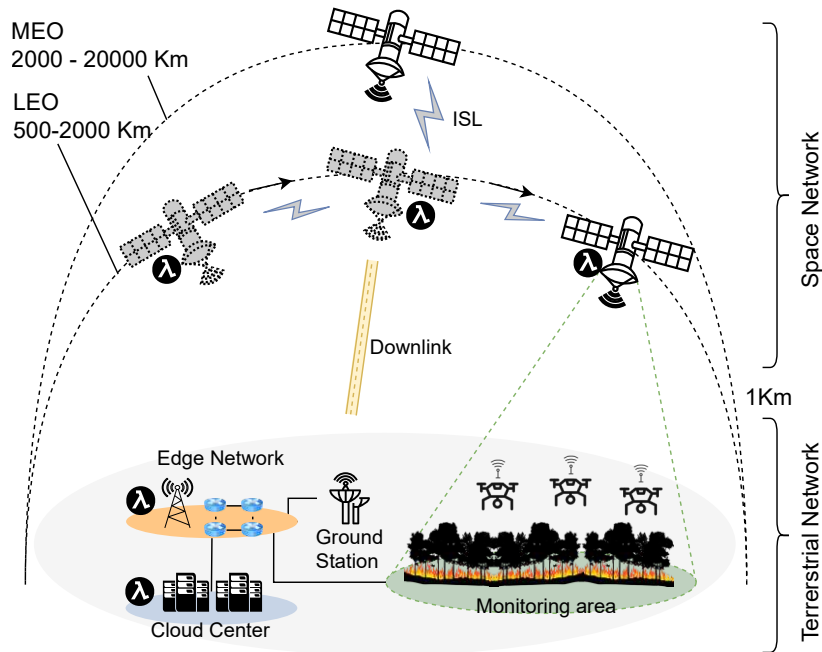 MEO
2000 - 20000 Km
LEO
500-2000 Km
ISL
λ
λ
λ
Space Network
Downlink
1Km
Edge Network
λ
Ground
Station
λ
Cloud Center
Monitoring area
Terrerstrial Network